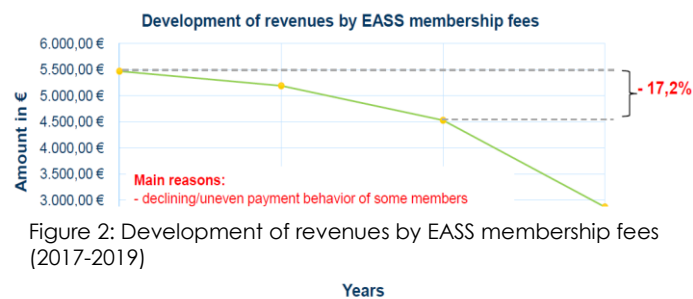 Development of revenues by EASS membership fees
6.000,00 €
5.500,00 €
5.000,00 €
4.500,00 €
4.000,00 €
3.500,00 €
3.000,00 €
Amount in €
- 17,2%
Main reasons:
- declining/uneven payment behavior of some members
Figure 2: Development of revenues by EASS membership fees
(2017-2019)
Years